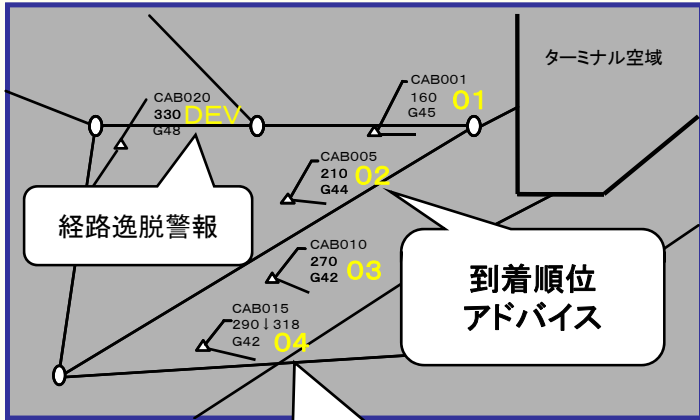 ターミナル空域
CAB001
160 01
G45
CAB020
330 DEV
G48
CAB005
210 02
G44
経路逸脱警報
CAB010
270 03
G42
到着順位
アドバイス
CAB015
290↓318
G42 04